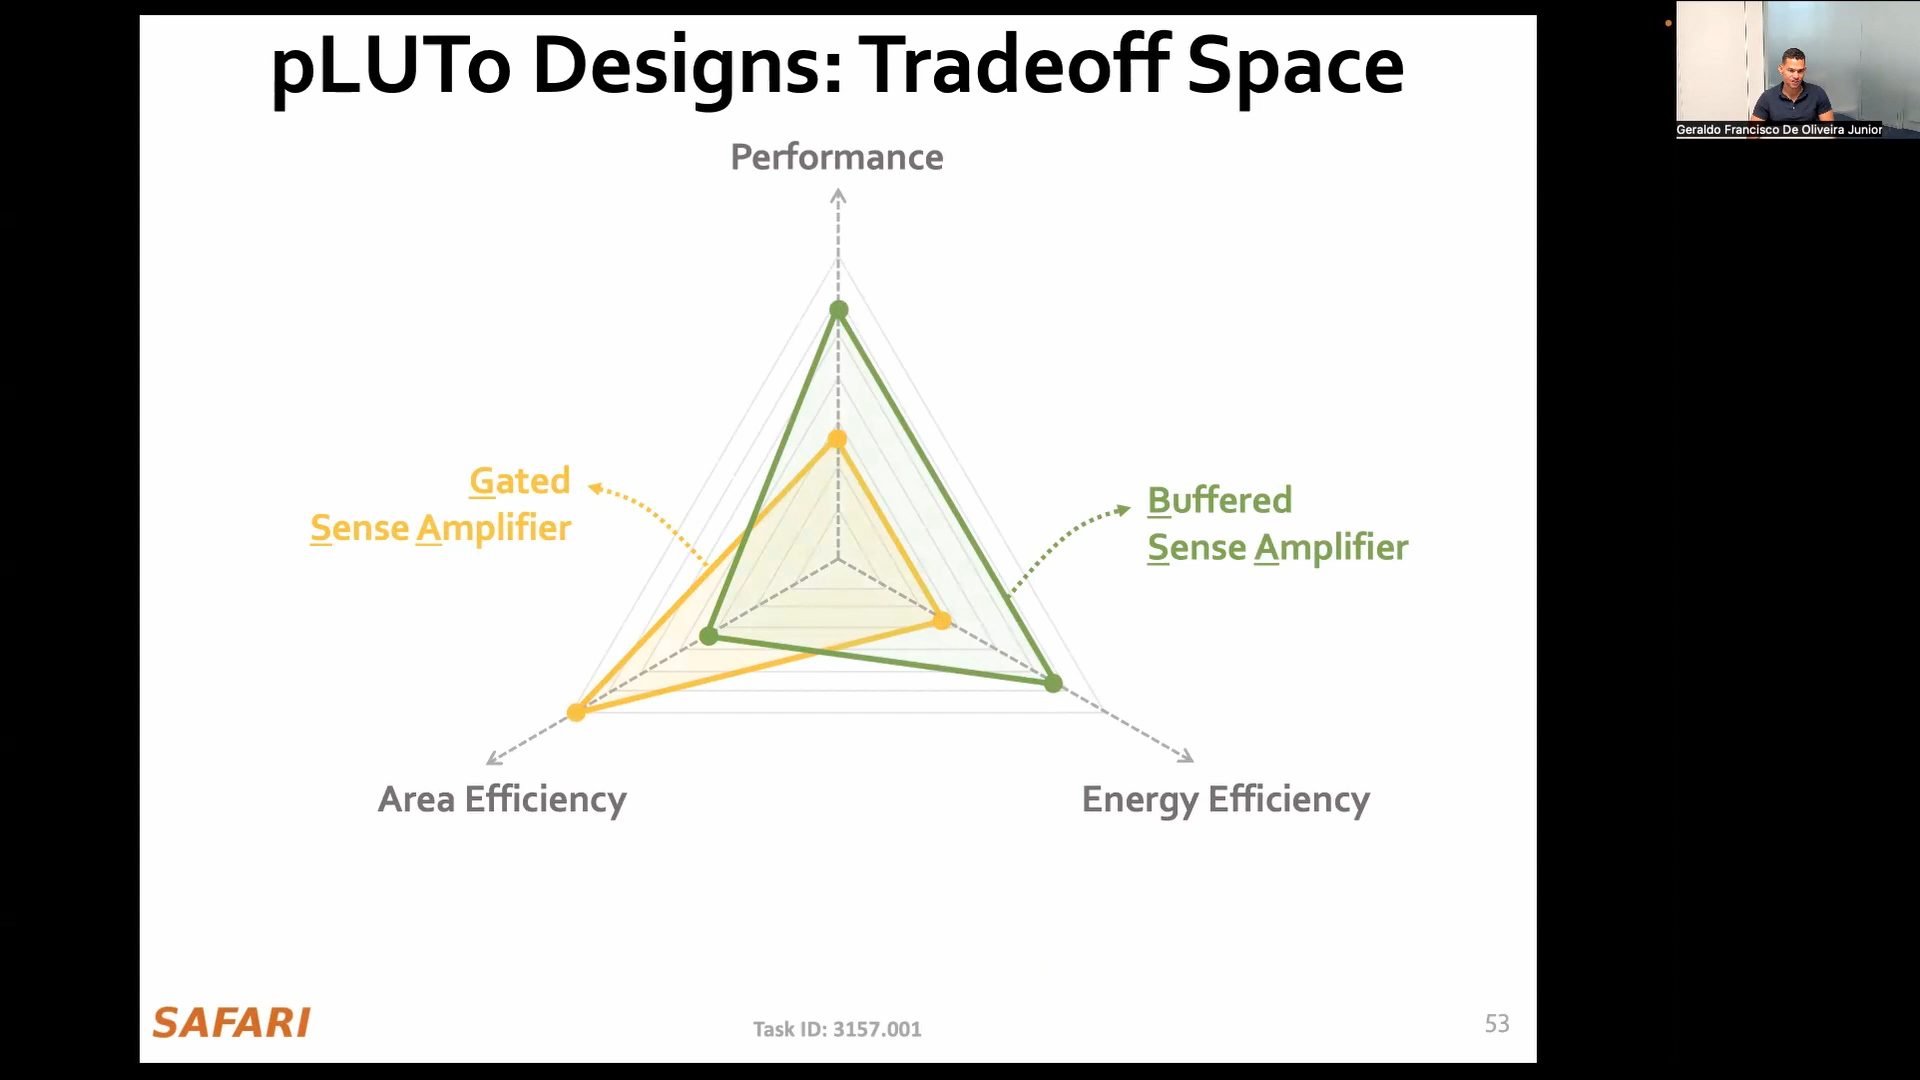 pLUTo Designs: Tradeoff Space
Geraldo Francisco De Oliveira Junior
Performance
Gated
Sense Amplifier
Buffered
Sense Amplifier
Area Efficiency
Energy Efficiency
SAFARI
Task ID: 3157.001
53